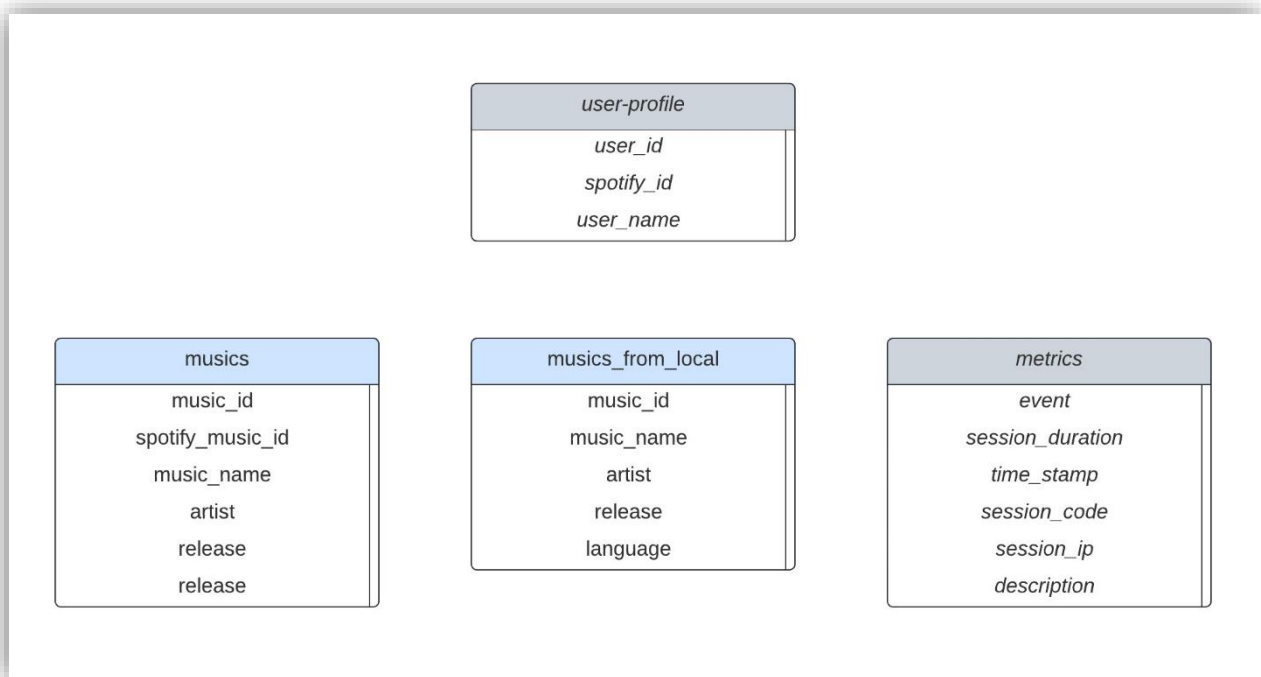 user-profile
user_id
spotify_id
user_name
musics
music_id
spotify_music_id
music_name
artist
release
release
musics_from_local
music_id
music_name
artist
release
language
metrics
event
session_duration
time_stamp
session_code
session_ip
description